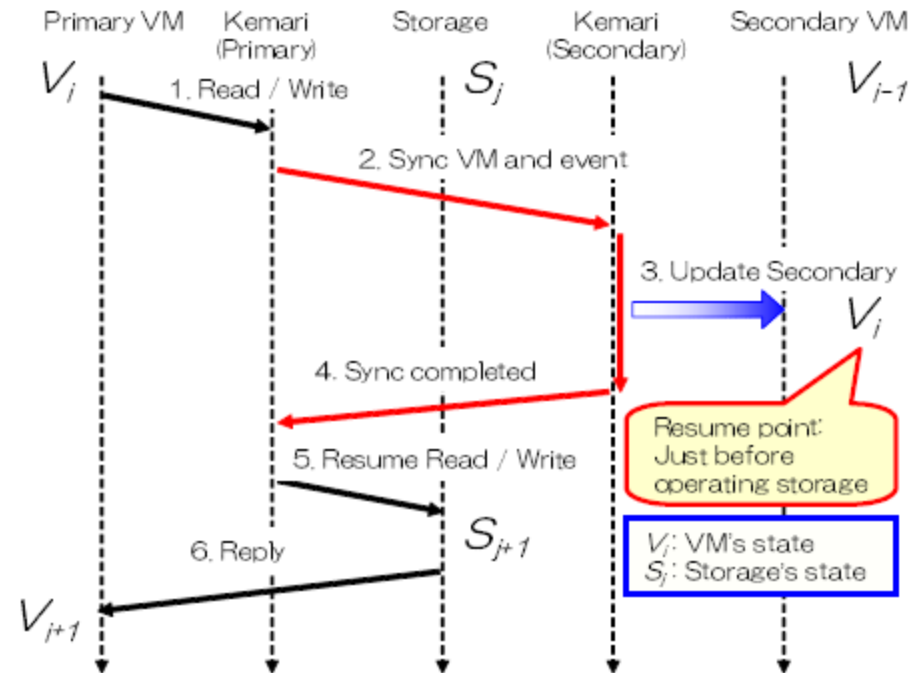 Primary VM
Kemari
(Primary)
Storage
Kemari
(Secondary)
Secondary VM
Vi
Sj
Vi-1
1. Read / Write
2. Sync VM and event
3. Update Secondary
Vi
4. Sync completed
Resume point:
Just before
operating storage
5. Resume Read / Write
Sj+1
6. Reply
Vi+1
Vi: VM's state
Sj: Storage's state